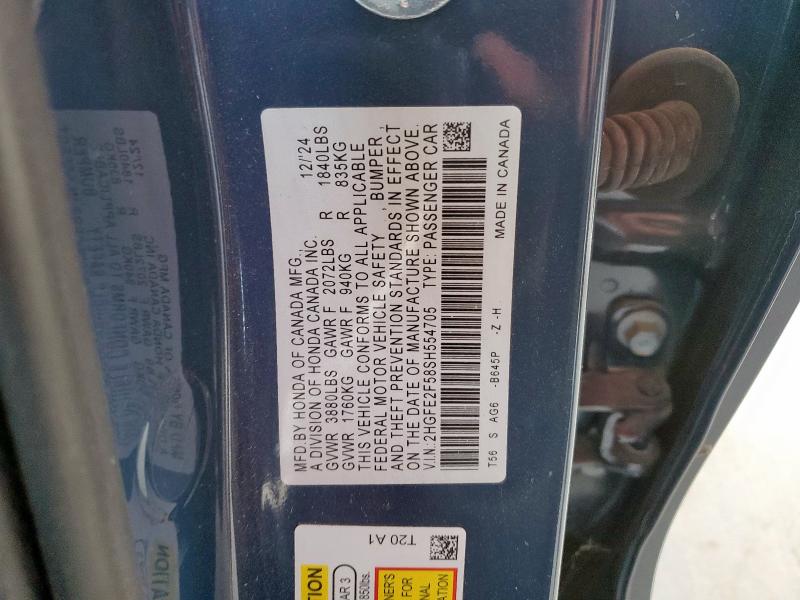 MFD.BY HONDA OF CANADA MFG., 12/'24
A DIVISION OF HONDA CANADA INC.
GVWR 3880LBS GAWR F 2072LBS R 1840LBS
GVWR 1760KG GAWR F 940KG R 835KG
THIS VEHICLE CONFORMS TO ALL APPLICABLE
FEDERAL MOTOR VEHICLE SAFETY , BUMPER ,
AND THEFT PREVENTION STANDARDS IN EFFECT
ON THE DATE OF MANUFACTURE SHOWN ABOVE.
V.I.N.:2HGFE2F58SH554705 TYPE: PASSENGER CAR
T56 S AG6 -B645P -Z -H MADE IN CANADA
T20 A1